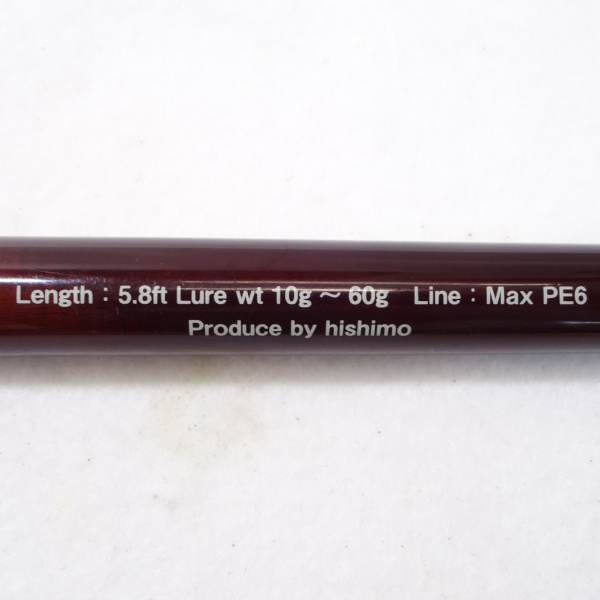 Length：5.8ft Lure wt 10g～60g Line：Max PE6
Produce by hishimo